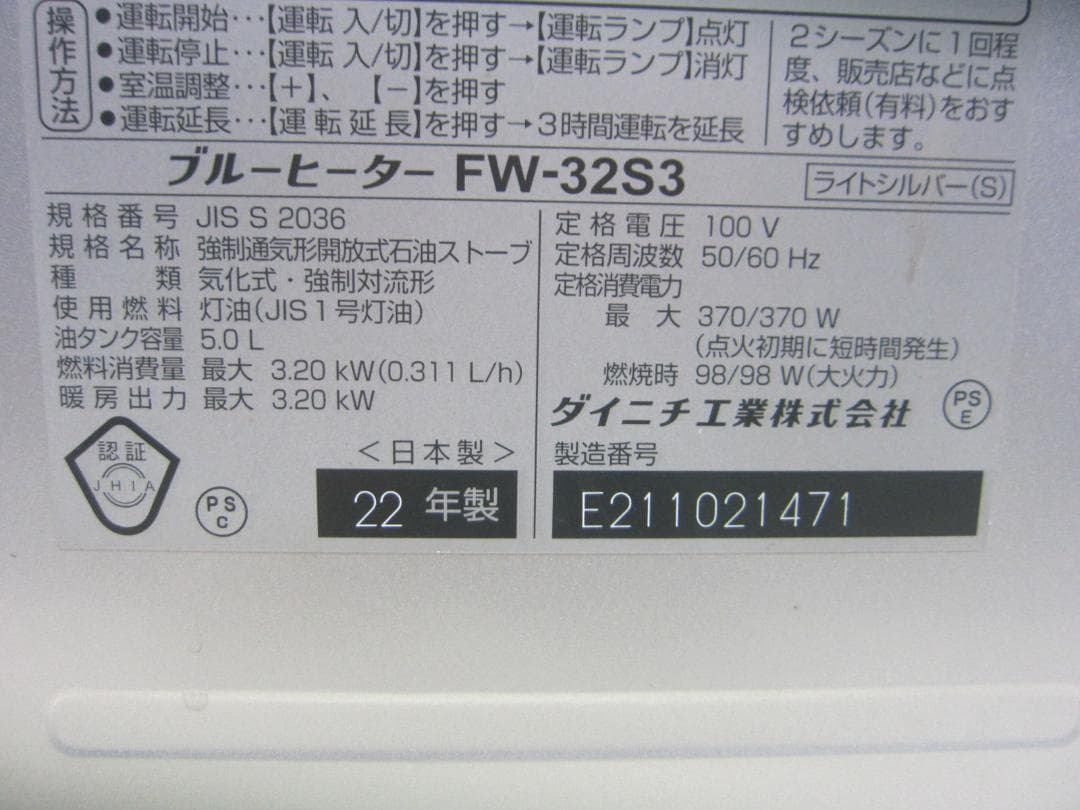 操作方法
●運転開始‥【運転 入/切】を押す→【運転ランプ】点灯
●運転停止‥【運転 入/切】を押す→【運転ランプ】消灯
●室温調整‥【+】、【−】を押す
●運転延長‥【運転延長】を押す→3時間運転を延長
2シーズンに1回程
度、販売店などに点
検依頼(有料)をおす
すめします。
ブルーヒーター FW-32S3
ライトシルバー(S)
規格番号 JIS S 2036
規格名称 強制通気形開放式石油ストーブ
種類 気化式・強制対流形
使用燃料 灯油(JIS1号灯油)
油タンク容量 5.0 L
燃料消費量 最大 3.20 kW(0.311 L/h)
暖房出力 最大 3.20 kW
認証
JHIA
PS
C
<日本製>
22年製
定格電圧 100 V
定格周波数 50/60 Hz
定格消費電力
最大 370/370 W
(点火初期に短時間発生)
燃焼時 98/98 W(大火力)
ダイニチ工業株式会社
PS
E
製造番号
E211021471